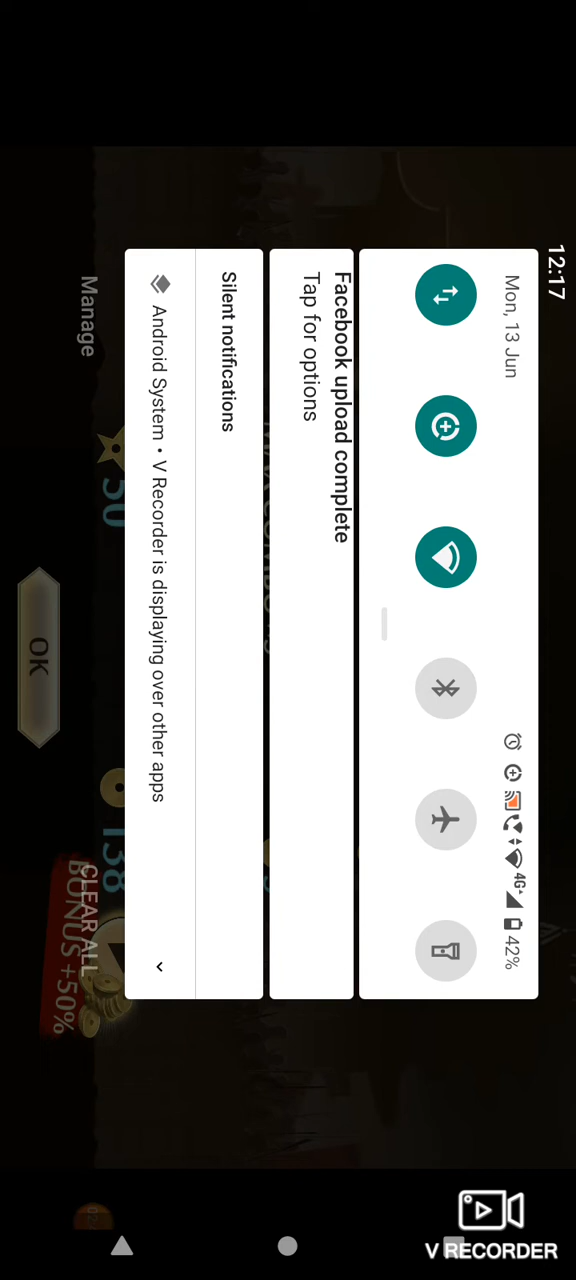 12:17
Mon, 13 Jun
4G+
42%
Facebook upload complete
Tap for options
Silent notifications
Android System • V Recorder is displaying over other apps
Manage
CLEAR ALL
50
138
BONUS +50%
OK
V RECORDER